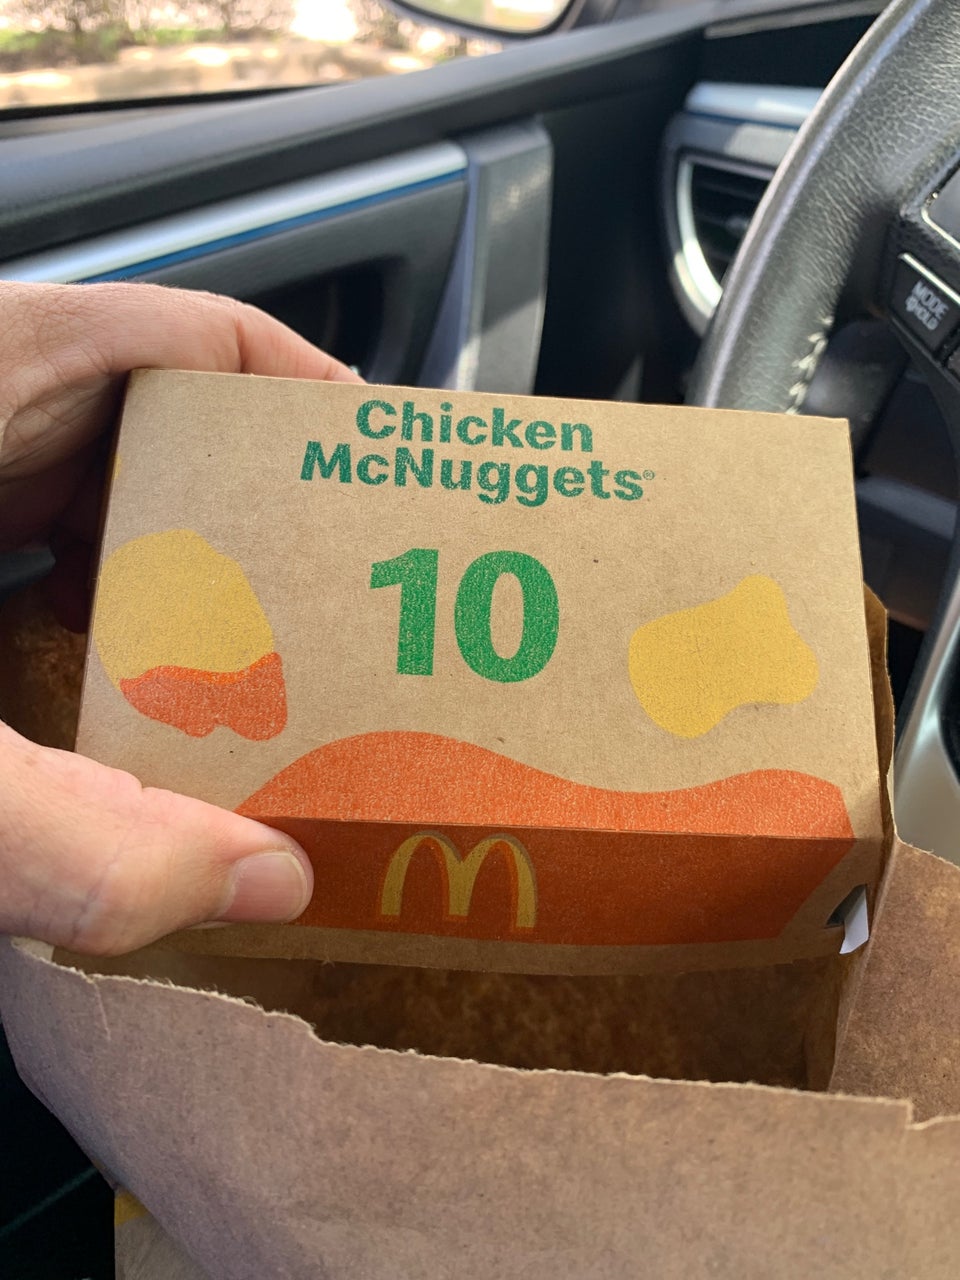 Chicken
McNuggets®
10
M
MODE
HOLD